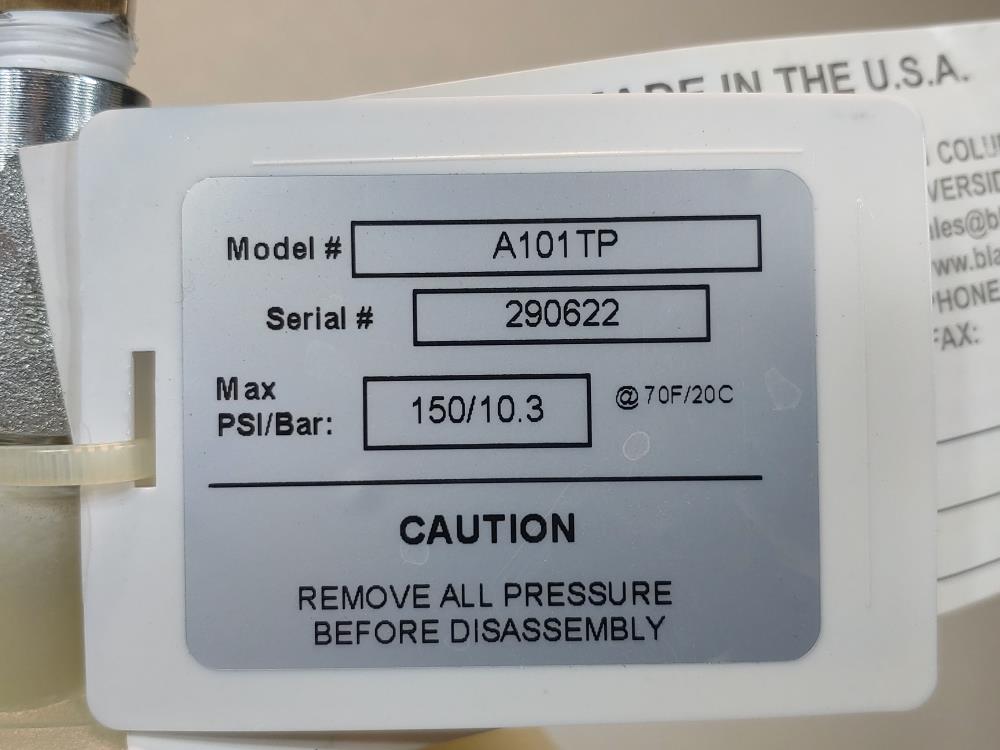 MADE IN THE U.S.A.
Model # A101TP
Serial # 290622
Max
PSI/Bar: 150/10.3 @70F/20C
CAUTION
REMOVE ALL PRESSURE
BEFORE DISASSEMBLY
PHONE
FAX: